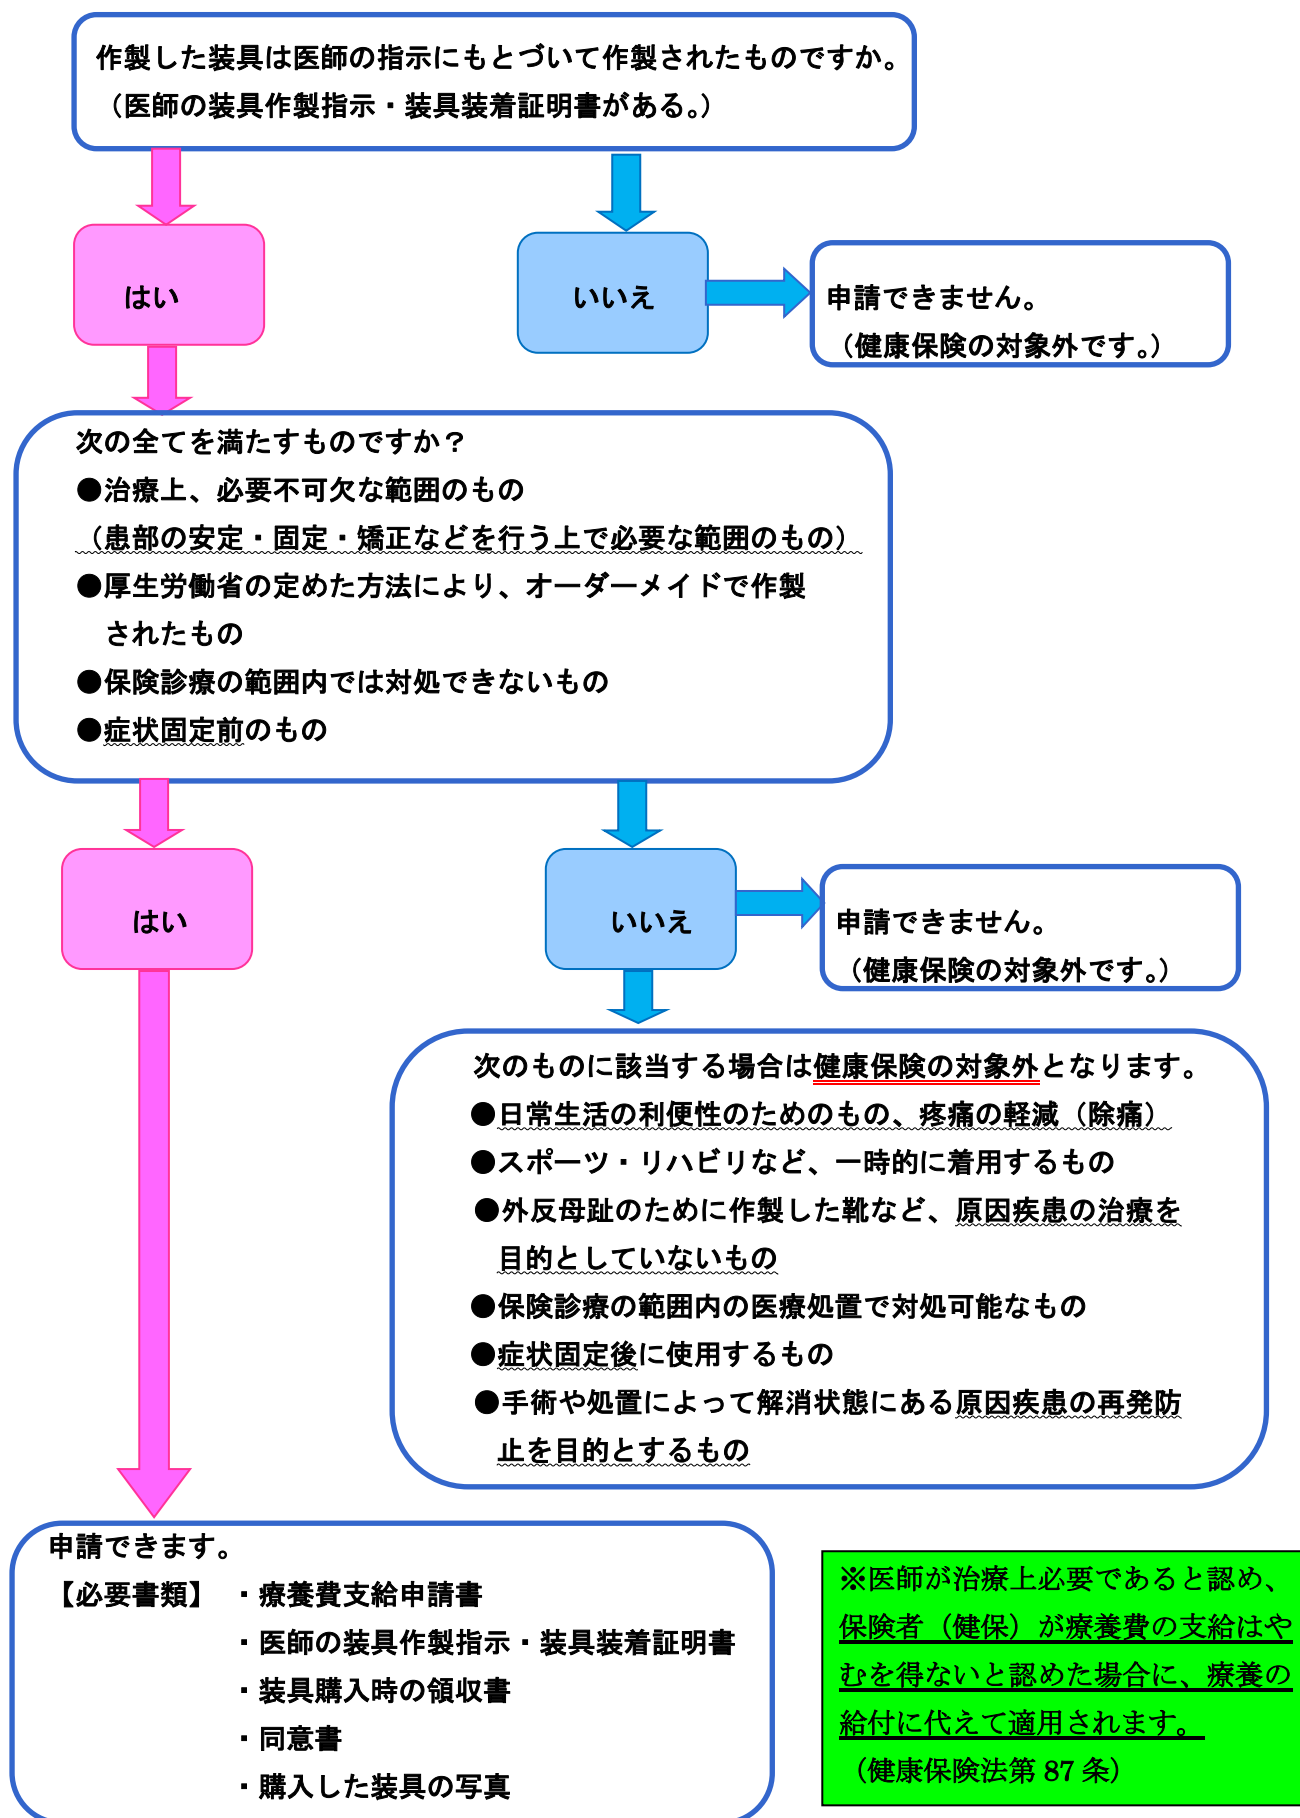 作製した装具は医師の指示にもとづいて作製されたものですか。
（医師の装具作製指示・装具装着証明書がある。）
はい
いいえ
申請できません。
（健康保険の対象外です。）
次の全てを満たすものですか？
●治療上、必要不可欠な範囲のもの
（患部の安定・固定・矯正などを行う上で必要な範囲のもの）
●厚生労働省の定めた方法により、オーダーメイドで作製
されたもの
●保険診療の範囲内では対処できないもの
●症状固定前のもの
はい
いいえ
申請できません。
（健康保険の対象外です。）
次のものに該当する場合は健康保険の対象外となります。
●日常生活の利便性のためのもの、疼痛の軽減（除痛）
●スポーツ・リハビリなど、一時的に着用するもの
●外反母趾のために作製した靴など、原因疾患の治療を
目的としていないもの
●保険診療の範囲内の医療処置で対処可能なもの
●症状固定後に使用するもの
●手術や処置によって解消状態にある原因疾患の再発防
止を目的とするもの
申請できます。
【必要書類】 ・療養費支給申請書
・医師の装具作製指示・装具装着証明書
・装具購入時の領収書
・同意書
・購入した装具の写真
※医師が治療上必要であると認め、
保険者（健保）が療養費の支給はや
むを得ないと認めた場合に、療養の
給付に代えて適用されます。
（健康保険法第 87 条）